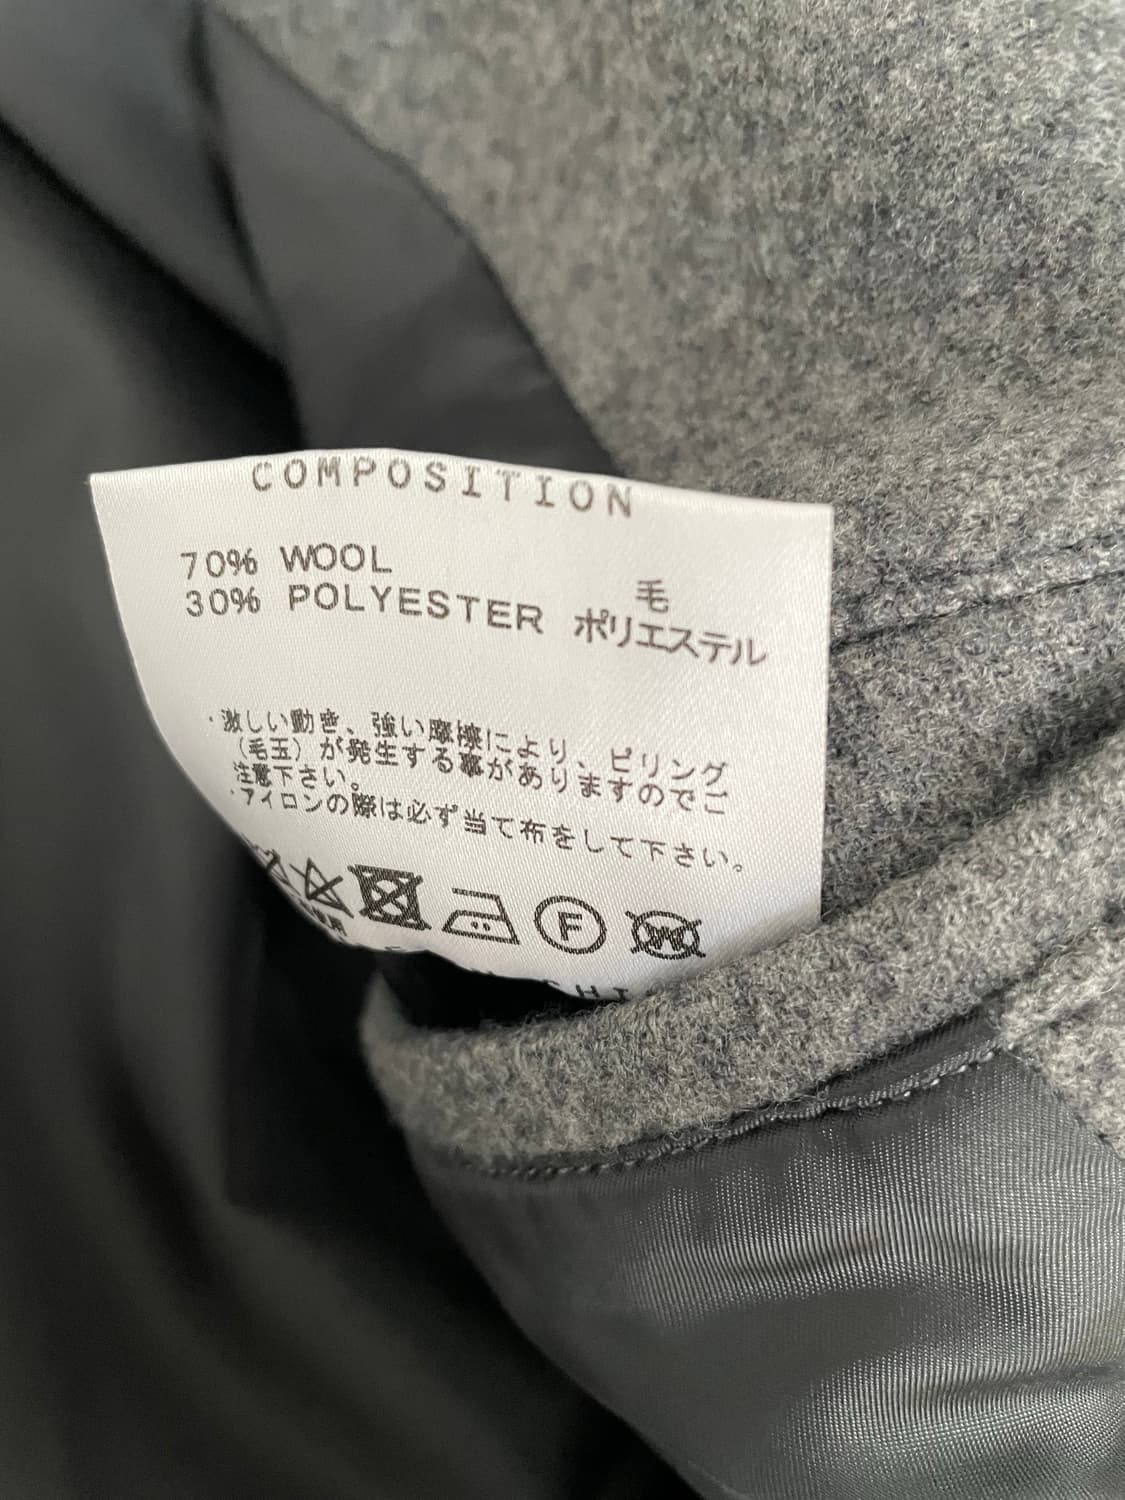 COMPOSITION
70% WOOL 毛
30% POLYESTER ポリエステル
・激しい動き、強い摩擦により、ピリング
（毛玉）が発生する事がありますのでご
注意下さい。
・アイロンの際は必ず当て布をして下さい。
F
W